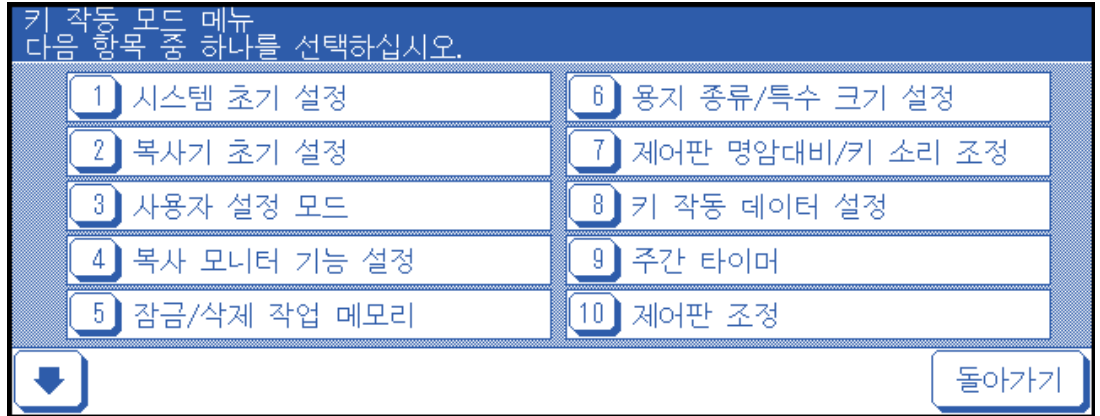 키 작동 모드 메뉴
다음 항목 중 하나를 선택하십시오.
1 시스템 초기 설정
2 복사기 초기 설정
3 사용자 설정 모드
4 복사 모니터 기능 설정
5 잠금/삭제 작업 메모리
6 용지 종류/특수 크기 설정
7 제어판 명암대비/키 소리 조정
8 키 작동 데이터 설정
9 주간 타이머
10 제어판 조정
돌아가기